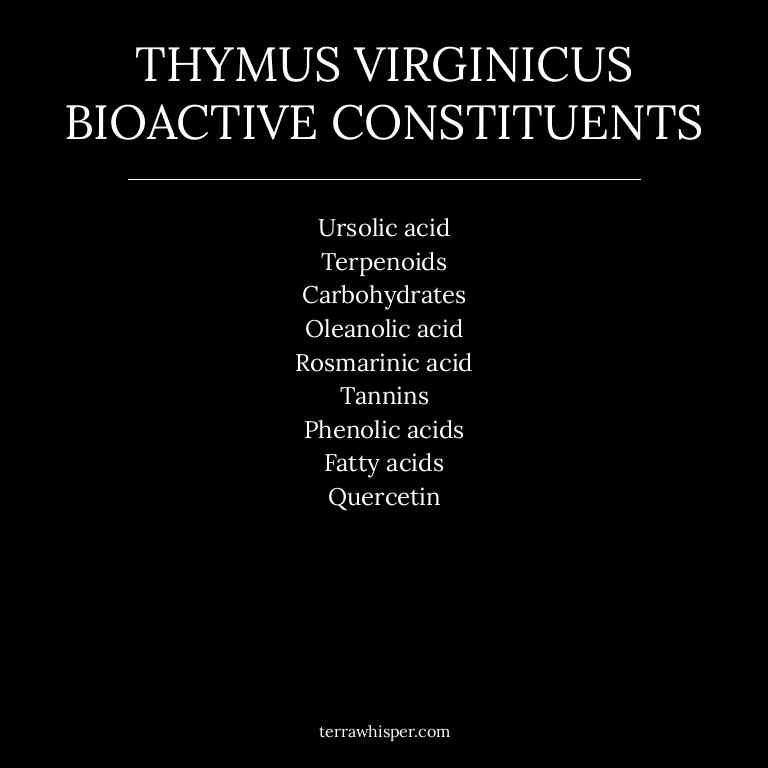 THYMUS VIRGINICUS
BIOACTIVE CONSTITUENTS
Ursolic acid
Terpenoids
Carbohydrates
Oleanolic acid
Rosmarinic acid
Tannins
Phenolic acids
Fatty acids
Quercetin
terrawhisper.com